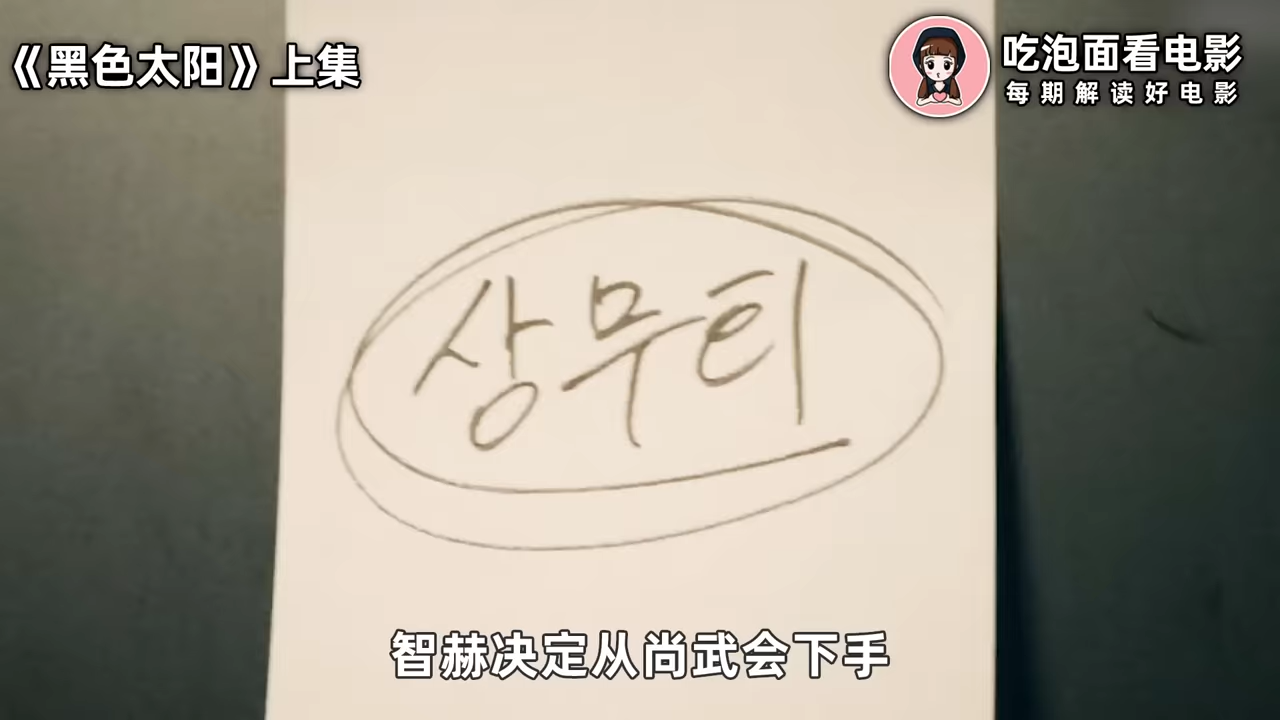 《黑色太阳》上集
吃泡面看电影
每期解读好电影
상무회
智赫决定从尚武会下手